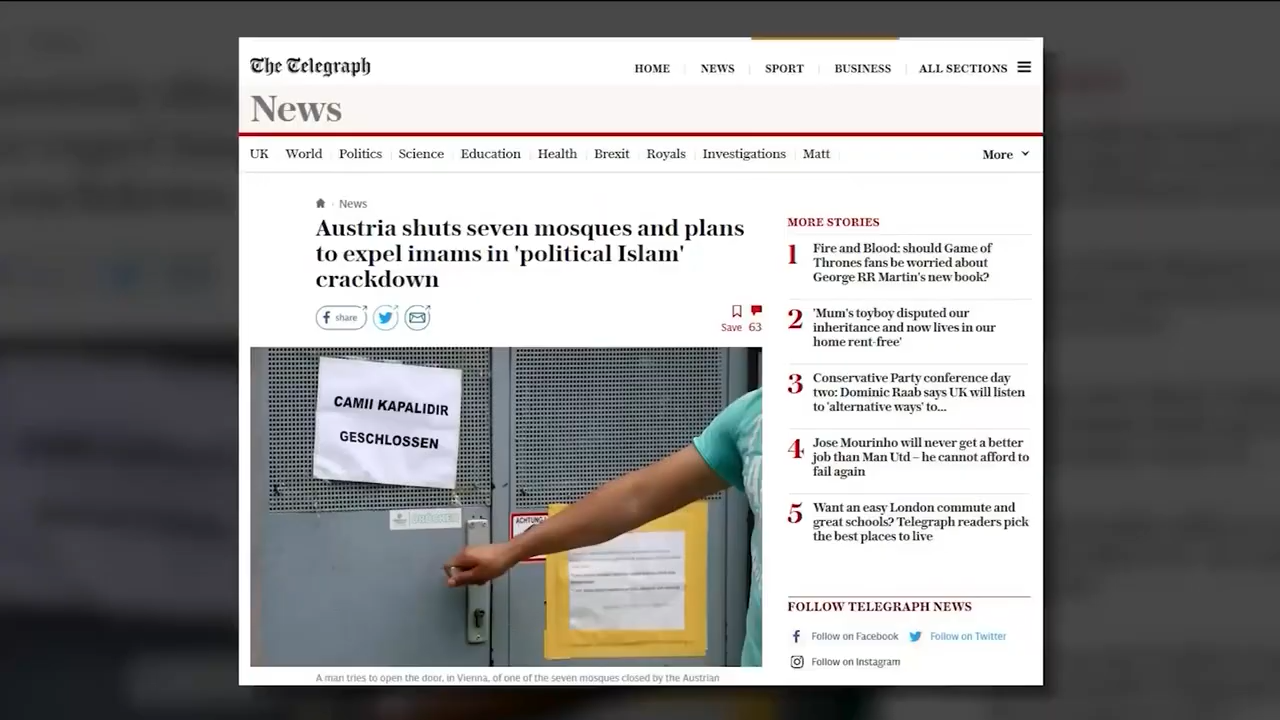 The Telegraph
HOME NEWS SPORT BUSINESS ALL SECTIONS
News
UK World Politics Science Education Health Brexit Royals Investigations Matt More
News
Austria shuts seven mosques and plans
to expel imams in 'political Islam'
crackdown
share
Save 63
CAMII KAPALIDIR
GESCHLOSSEN
DRÜCKEN
ACHTUNG
A man tries to open the door, in Vienna, of one of the seven mosques closed by the Austrian
MORE STORIES
1 Fire and Blood: should Game of
Thrones fans be worried about
George RR Martin's new book?
2 'Mum's toyboy disputed our
inheritance and now lives in our
home rent-free'
3 Conservative Party conference day
two: Dominic Raab says UK will listen
to 'alternative ways' to...
4 Jose Mourinho will never get a better
job than Man Utd – he cannot afford to
fail again
5 Want an easy London commute and
great schools? Telegraph readers pick
the best places to live
FOLLOW TELEGRAPH NEWS
Follow on Facebook Follow on Twitter
Follow on Instagram